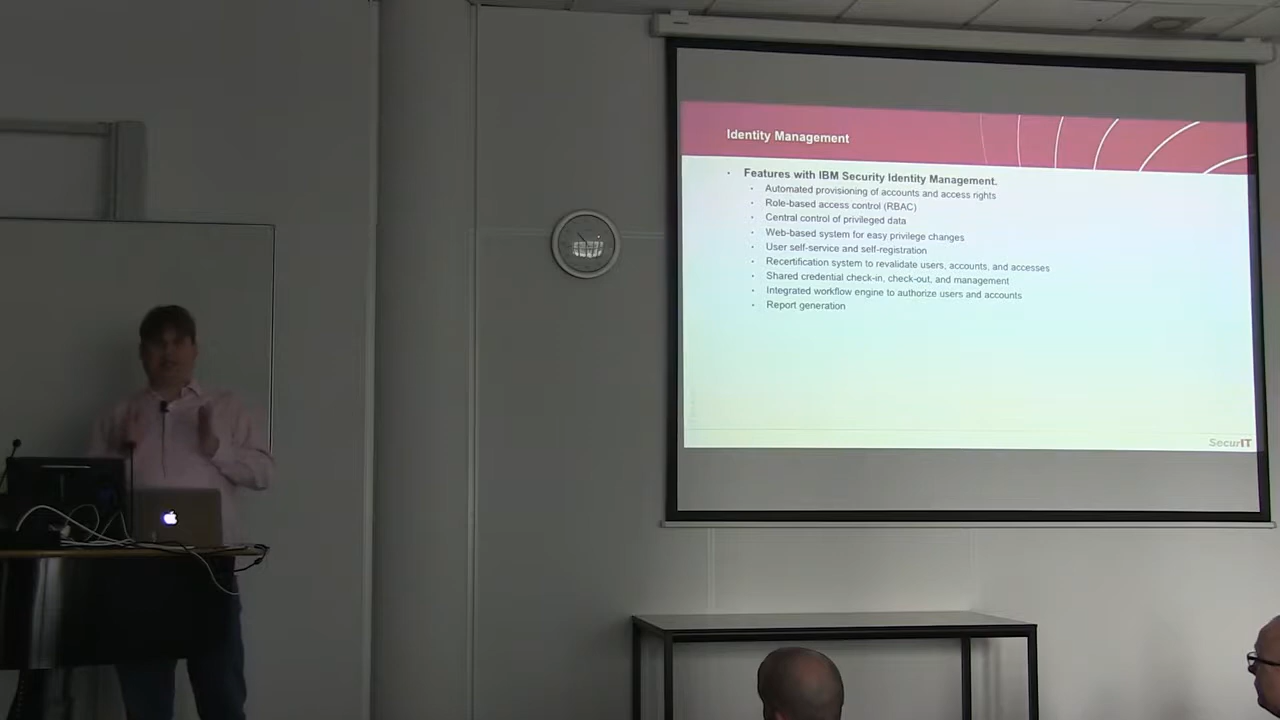 Identity Management
Features with IBM Security Identity Management.
Automated provisioning of accounts and access rights
Role-based access control (RBAC)
Central control of privileged data
Web-based system for easy privilege changes
User self-service and self-registration
Recertification system to revalidate users, accounts, and accesses
Shared credential check-in, check-out, and management
Integrated workflow engine to authorize users and accounts
Report generation
SecurIT